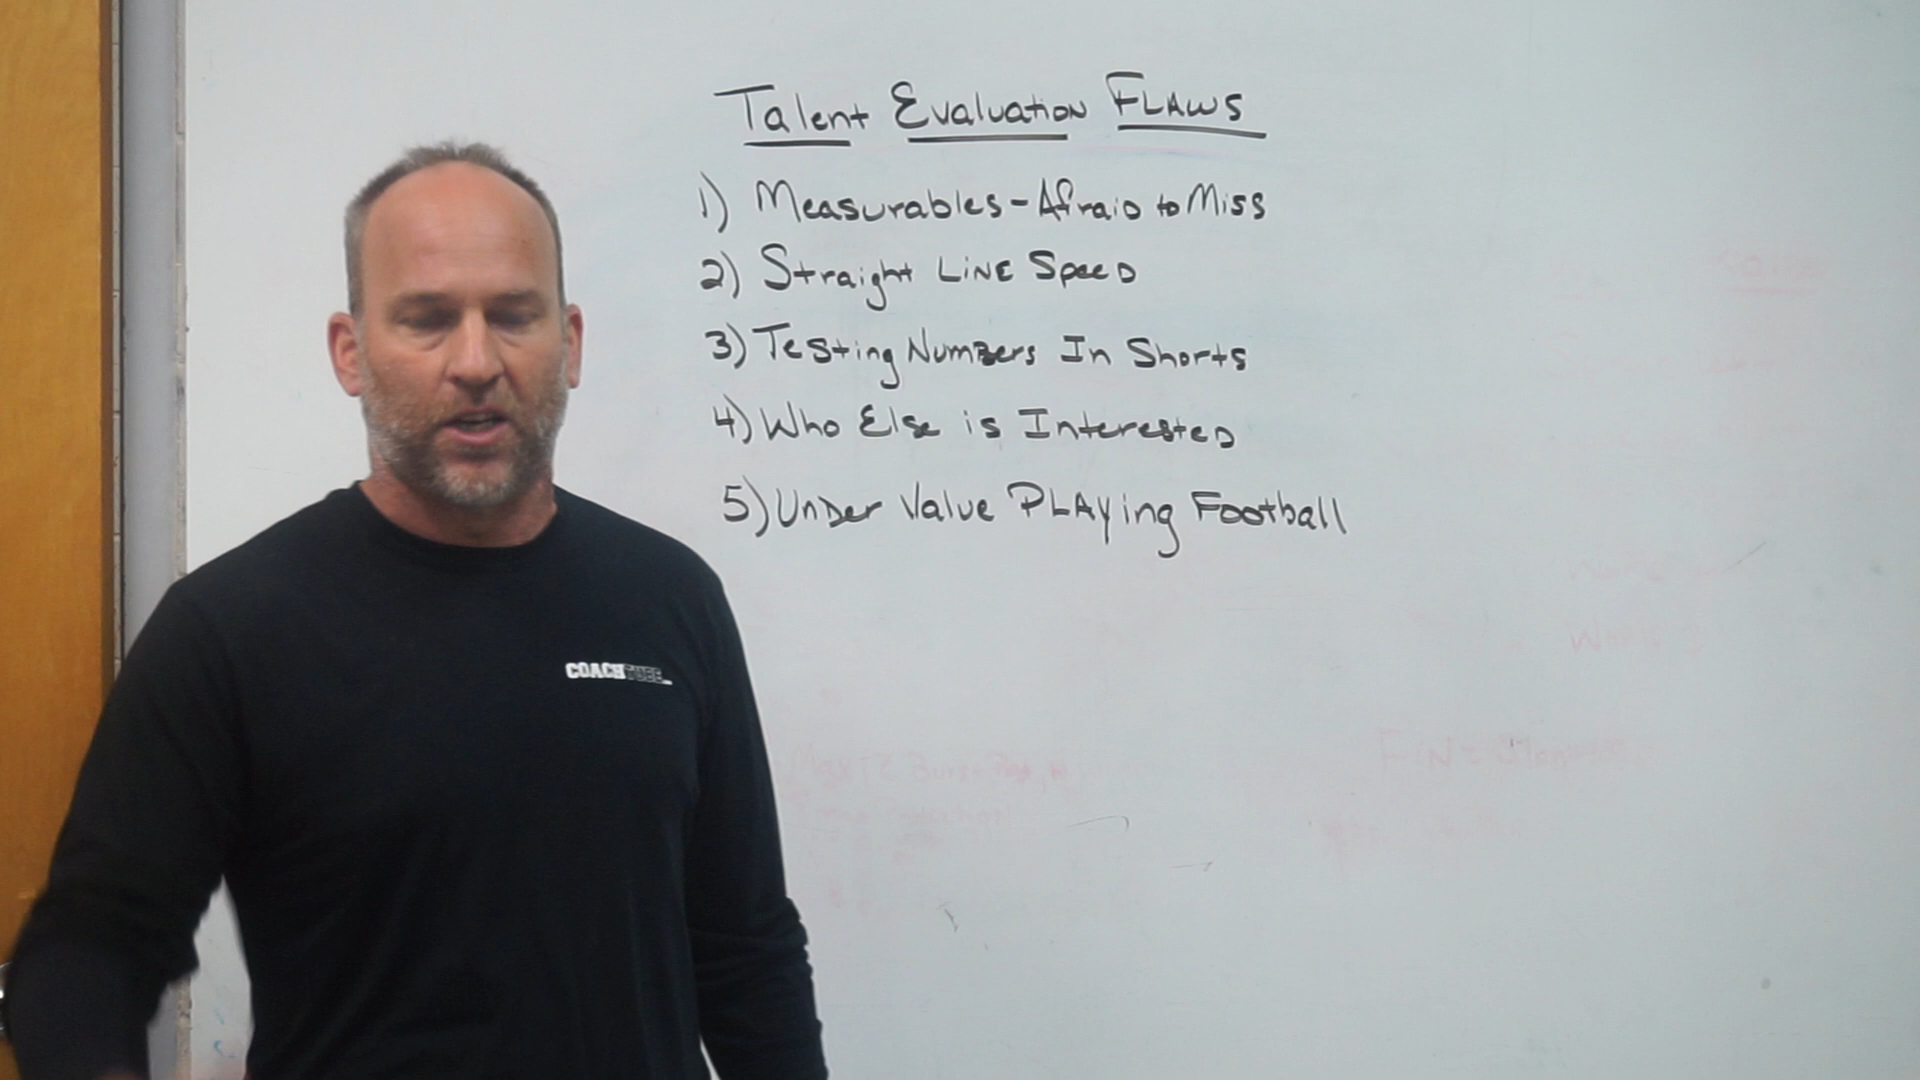 Talent Evaluation FLAWS
1) Measurables - Afraid to Miss
2) Straight LINE Speed
3) Testing Numbers In Shorts
4) Who Else is Interested
5) Under Value PLAying Football
COACHTUBE